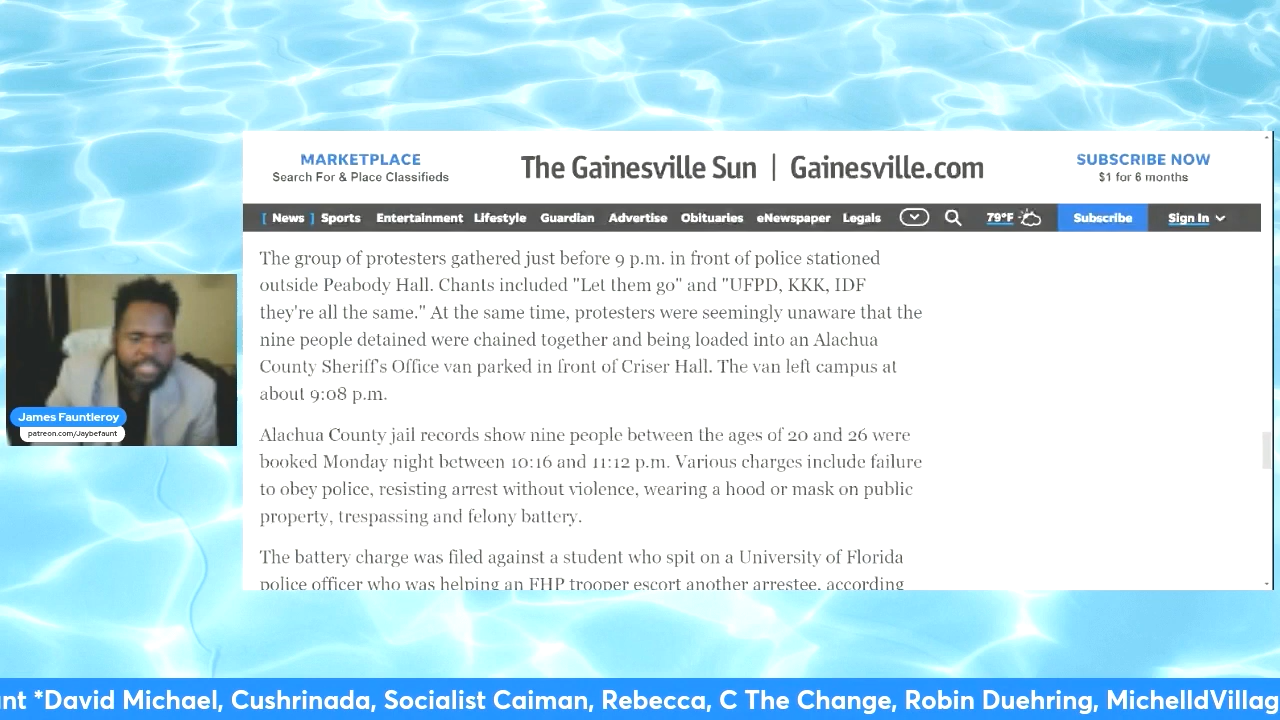 MARKETPLACE
Search For & Place Classifieds
The Gainesville Sun | Gainesville.com
SUBSCRIBE NOW
$1 for 6 months
[ News ] Sports Entertainment Lifestyle Guardian Advertise Obituaries eNewspaper Legals 79°F Subscribe Sign In
The group of protesters gathered just before 9 p.m. in front of police stationed
outside Peabody Hall. Chants included "Let them go" and "UFPD, KKK, IDF
they're all the same." At the same time, protesters were seemingly unaware that the
nine people detained were chained together and being loaded into an Alachua
County Sheriff's Office van parked in front of Criser Hall. The van left campus at
about 9:08 p.m.
Alachua County jail records show nine people between the ages of 20 and 26 were
booked Monday night between 10:16 and 11:12 p.m. Various charges include failure
to obey police, resisting arrest without violence, wearing a hood or mask on public
property, trespassing and felony battery.
The battery charge was filed against a student who spit on a University of Florida
police officer who was helping an FHP trooper escort another arrestee, according
James Fauntleroy
patreon.com/Jaybefaunt
nt *David Michael, Cushrinada, Socialist Caiman, Rebecca, C The Change, Robin Duehring, MichelldVillag